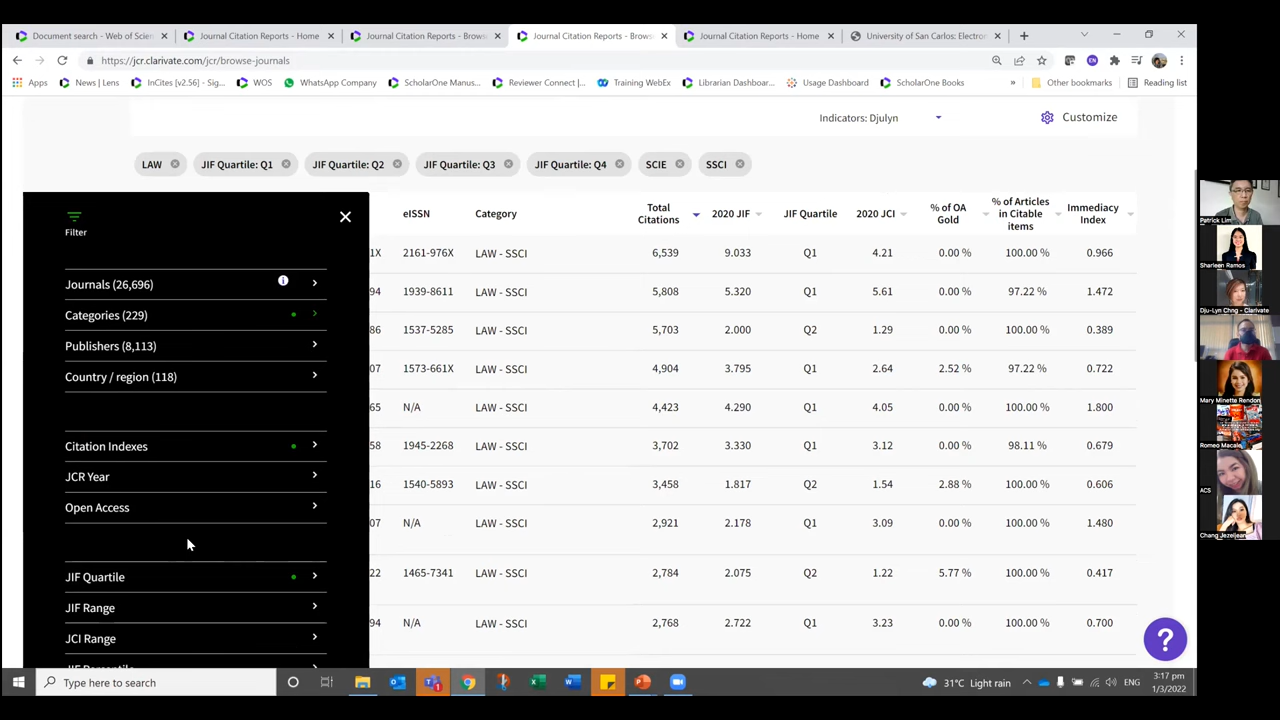 Document search - Web of Scien
Journal Citation Reports - Home
Journal Citation Reports - Browse
Journal Citation Reports - Browse
Journal Citation Reports - Home
University of San Carlos: Electron
https://jcr.clarivate.com/jcr/browse-journals
Apps
News | Lens
InCites [v2.56] - Sig...
WOS
WhatsApp Company
ScholarOne Manus...
Reviewer Connect |...
Training WebEx
Librarian Dashboar...
Usage Dashboard
ScholarOne Books
»
Other bookmarks
Reading list
Indicators: Djulyn
Customize
LAW
JIF Quartile: Q1
JIF Quartile: Q2
JIF Quartile: Q3
JIF Quartile: Q4
SCIE
SSCI
Filter
Journals (26,696)
Categories (229)
Publishers (8,113)
Country / region (118)
Citation Indexes
JCR Year
Open Access
JIF Quartile
JIF Range
JCI Range
JIF Percentile
eISSN Category Total Citations 2020 JIF JIF Quartile 2020 JCI % of OA Gold % of Articles in Citable items Immediacy Index
1X 2161-976X LAW - SSCI 6,539 9.033 Q1 4.21 0.00 % 100.00 % 0.966
94 1939-8611 LAW - SSCI 5,808 5.320 Q1 5.61 0.00 % 97.22 % 1.472
86 1537-5285 LAW - SSCI 5,703 2.000 Q2 1.29 0.00 % 100.00 % 0.389
07 1573-661X LAW - SSCI 4,904 3.795 Q1 2.64 2.52 % 97.22 % 0.722
65 N/A LAW - SSCI 4,423 4.290 Q1 4.05 0.00 % 100.00 % 1.800
58 1945-2268 LAW - SSCI 3,702 3.330 Q1 3.12 0.00 % 98.11 % 0.679
16 1540-5893 LAW - SSCI 3,458 1.817 Q2 1.54 2.88 % 100.00 % 0.606
07 N/A LAW - SSCI 2,921 2.178 Q1 3.09 0.00 % 100.00 % 1.480
22 1465-7341 LAW - SSCI 2,784 2.075 Q2 1.22 5.77 % 100.00 % 0.417
94 N/A LAW - SSCI 2,768 2.722 Q1 3.23 0.00 % 100.00 % 0.700
?
Patrick Lim
Sharleen Ramos
Dju-Lyn Chng - Clarivate
Mary Minette Rendon
Romeo Macale
ACS
Chang Jezeljean
Type here to search
31°C Light rain
ENG
3:17 pm
1/3/2022